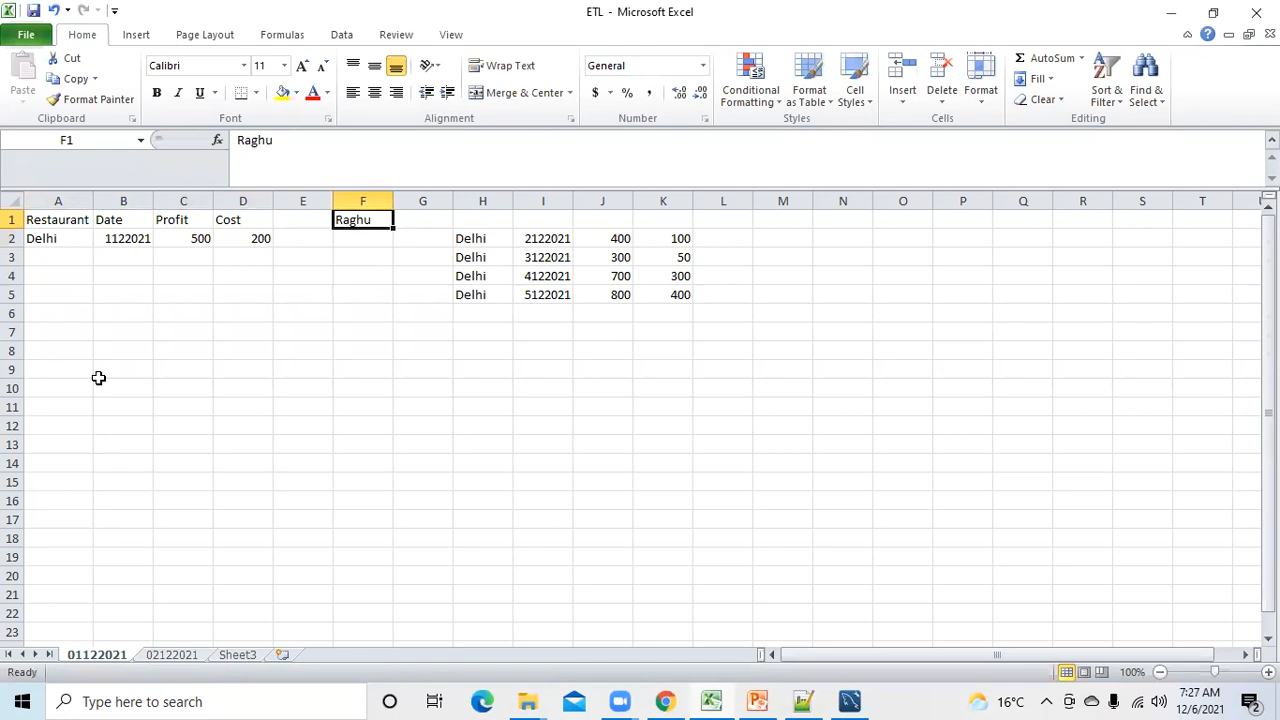 ETL - Microsoft Excel
File Home Insert Page Layout Formulas Data Review View
Paste
Cut
Copy
Format Painter
Clipboard
Calibri 11
B I U
Font
Wrap Text
Merge & Center
Alignment
General
$ % ,
Number
Conditional Formatting
Format as Table
Cell Styles
Styles
Insert Delete Format
Cells
Σ AutoSum
Fill
Clear
Sort & Filter
Find & Select
Editing
F1 fx Raghu
A B C D E F G H I J K L M N O P Q R S T
1 Restaurant Date Profit Cost Raghu
2 Delhi 1122021 500 200 Delhi 2122021 400 100
3 Delhi 3122021 300 50
4 Delhi 4122021 700 300
5 Delhi 5122021 800 400
6
7
8
9
10
11
12
13
14
15
16
17
18
19
20
21
22
23
01122021 02122021 Sheet3
Ready 100%
Type here to search
16°C
7:27 AM
12/6/2021
2